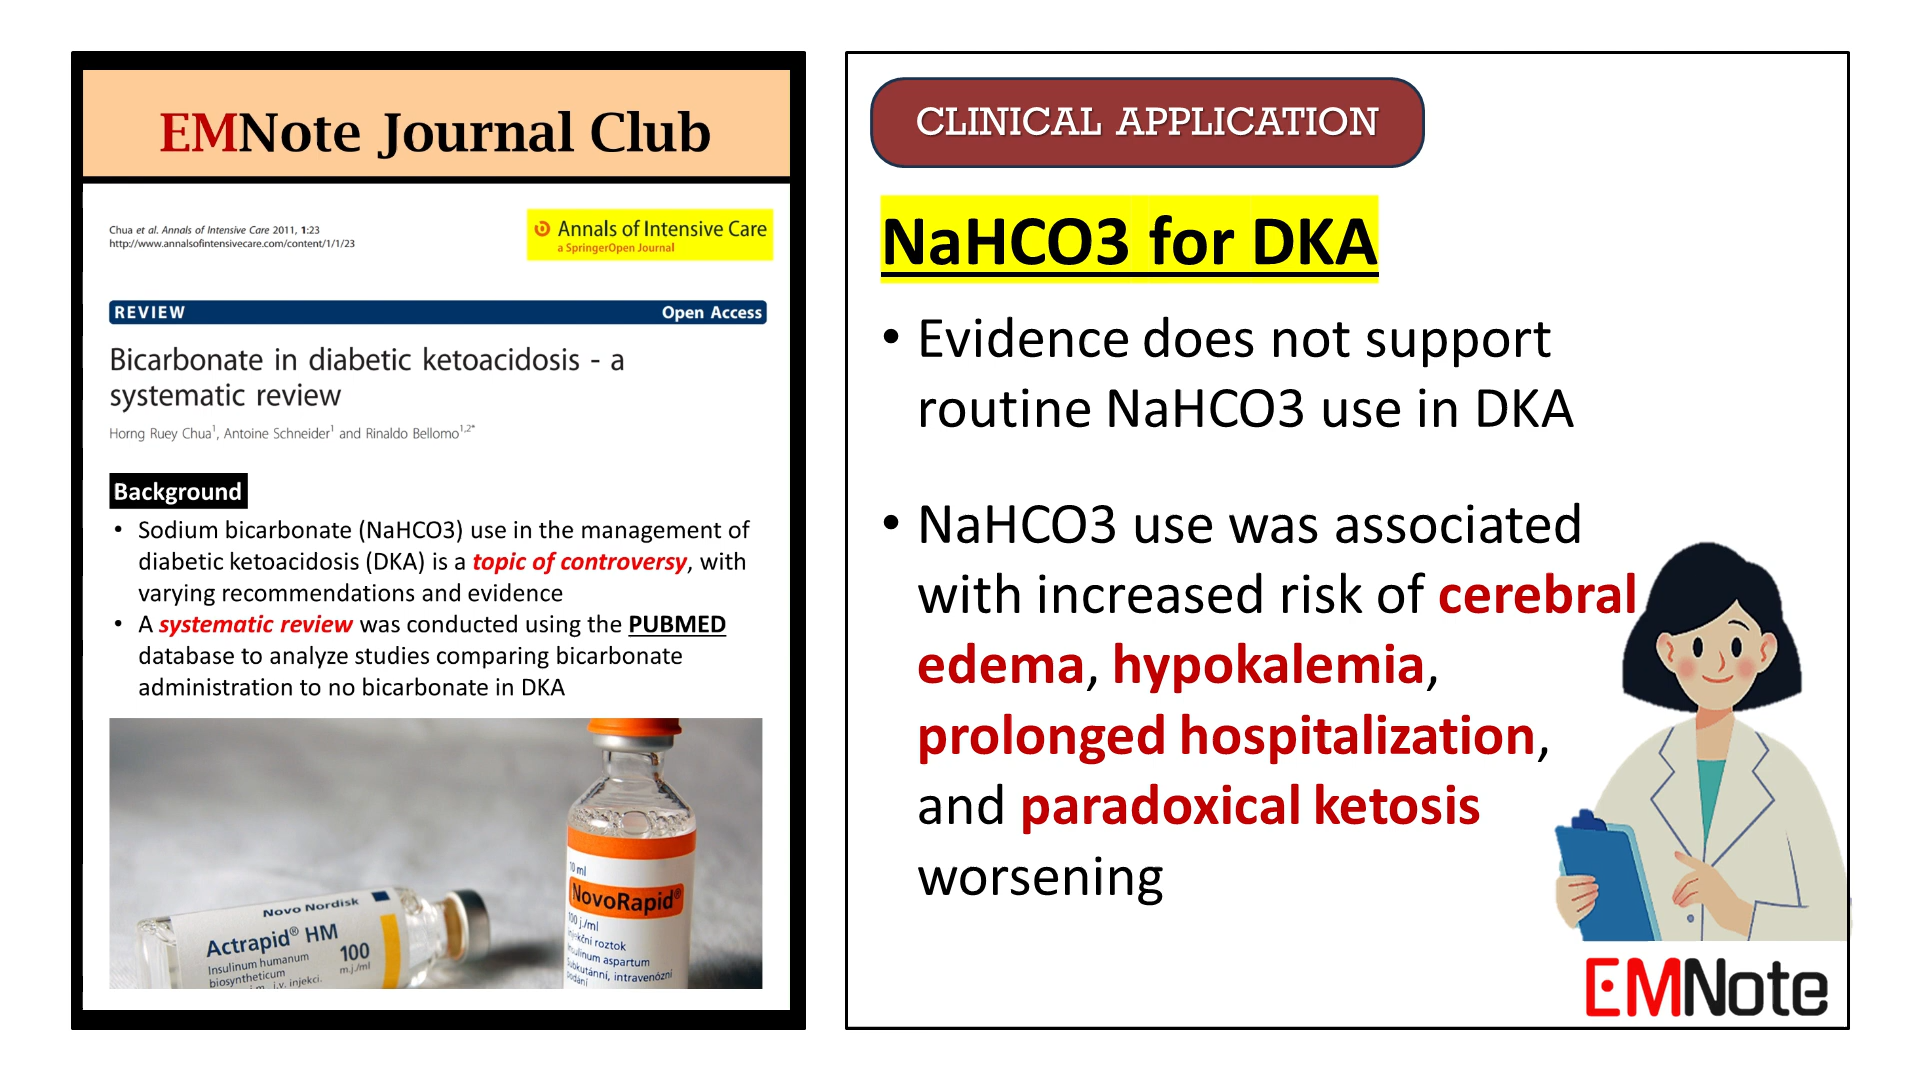 EMNote Journal Club
Chua et al. Annals of Intensive Care 2011, 1:23
http://www.annalsofintensivecare.com/content/1/1/23
Annals of Intensive Care
a SpringerOpen Journal
REVIEW Open Access
Bicarbonate in diabetic ketoacidosis - a
systematic review
Horng Ruey Chua1, Antoine Schneider1 and Rinaldo Bellomo1,2*
Background
• Sodium bicarbonate (NaHCO3) use in the management of
diabetic ketoacidosis (DKA) is a topic of controversy, with
varying recommendations and evidence
• A systematic review was conducted using the PUBMED
database to analyze studies comparing bicarbonate
administration to no bicarbonate in DKA
Novo Nordisk
Actrapid® HM
100
m.j./ml
Insulinum humanum
biosyntheticum
i.v. injekci.
10 ml
NovoRapid®
100 j./ml
Injekční roztok
Insulinum aspartum
Subkutánní, intravenózní
podání
CLINICAL APPLICATION
NaHCO3 for DKA
• Evidence does not support
routine NaHCO3 use in DKA
• NaHCO3 use was associated
with increased risk of cerebral
edema, hypokalemia,
prolonged hospitalization,
and paradoxical ketosis
worsening
EMNote